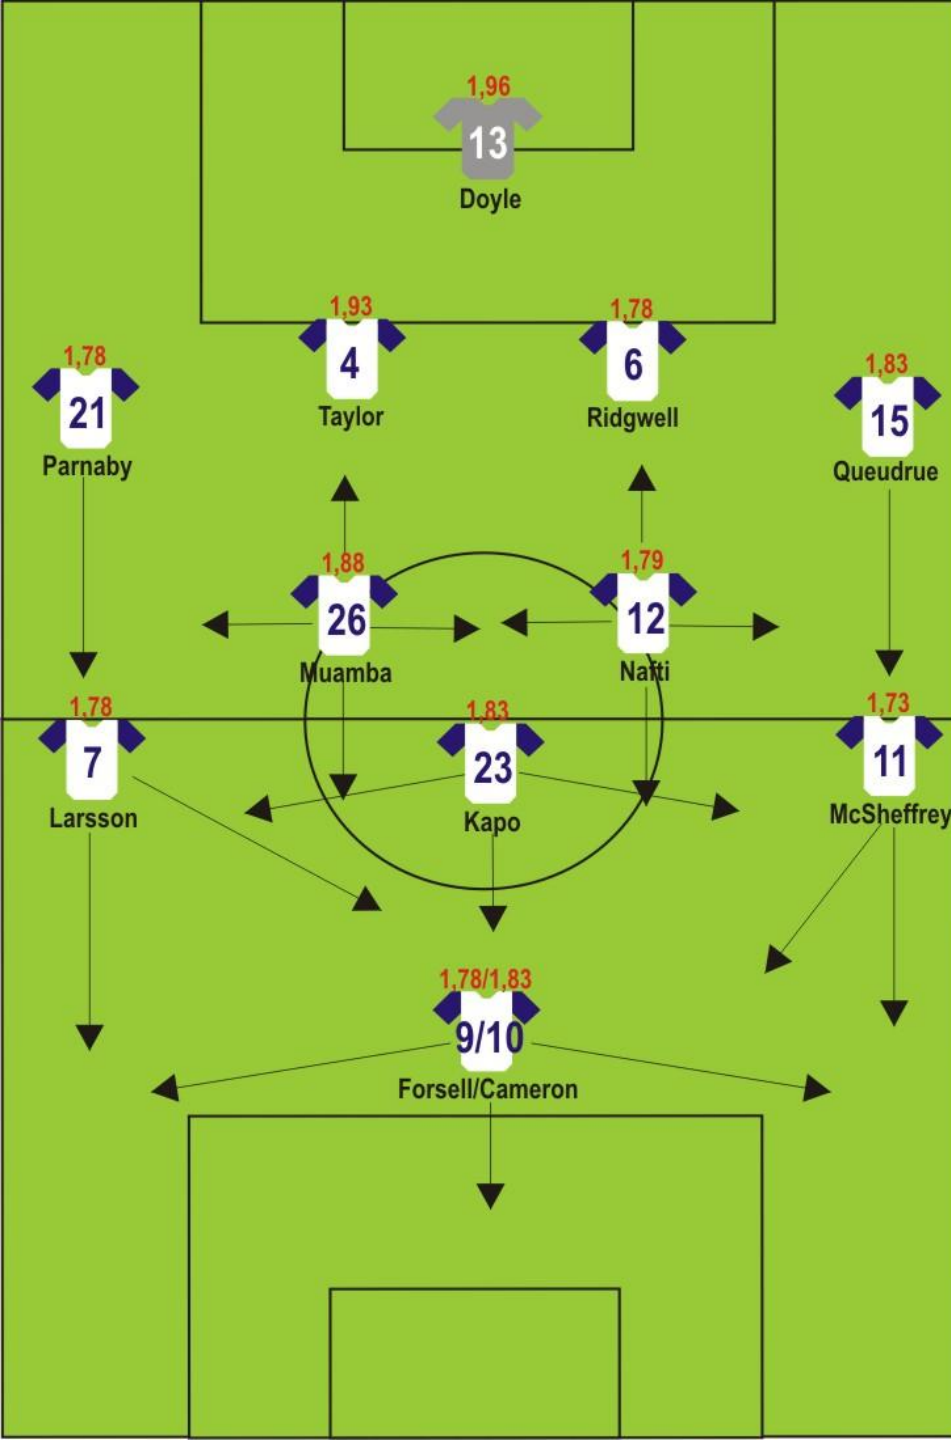 1,96
13
Doyle
1,93
4
Taylor
1,78
6
Ridgwell
1,78
21
Parnaby
1,83
15
Queudrue
1,88
26
Muamba
1,79
12
Nafti
1,78
7
Larsson
1,83
23
Kapo
1,73
11
McSheffrey
1,78/1,83
9/10
Forsell/Cameron